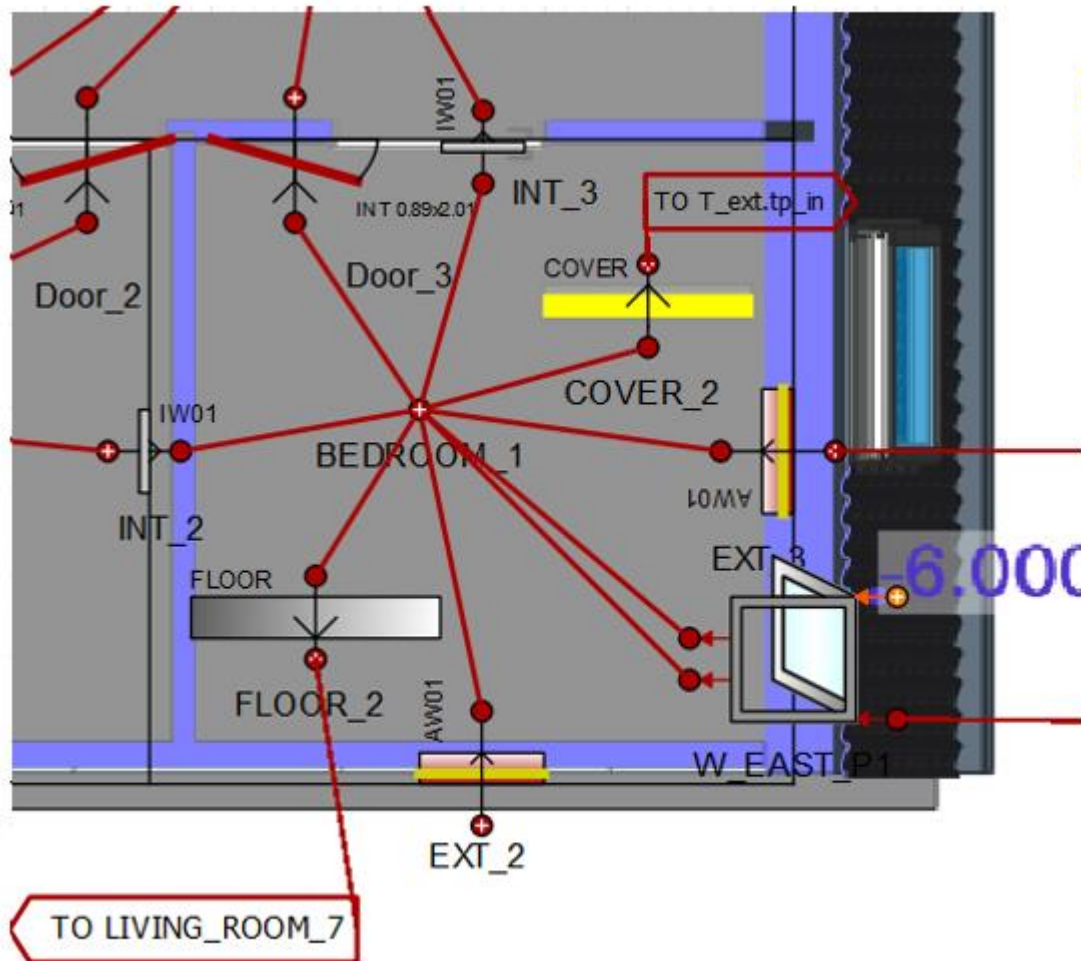 IW01
INT_3
TO T_ext.tp_in
INT 0.89x2.01
Door_2
Door_3
COVER
COVER_2
IW01
BEDROOM_1
INT_2
AW01
EXT_3
-6.000
FLOOR
FLOOR_2
AW01
W_EAST_P1
EXT_2
TO LIVING_ROOM_7